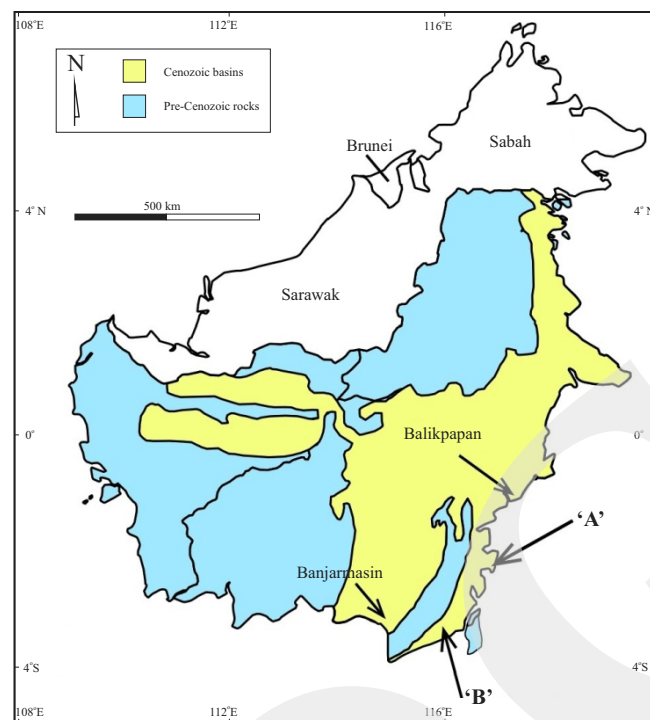 108°E
112°E
116°E
N
Cenozoic basins
Pre-Cenozoic rocks
Sabah
Brunei
500 km
4° N
4° N
Sarawak
Balikpapan
0°
0°
‘A’
Banjarmasin
4°S
4°S
‘B’
108°E
112°E
116°E